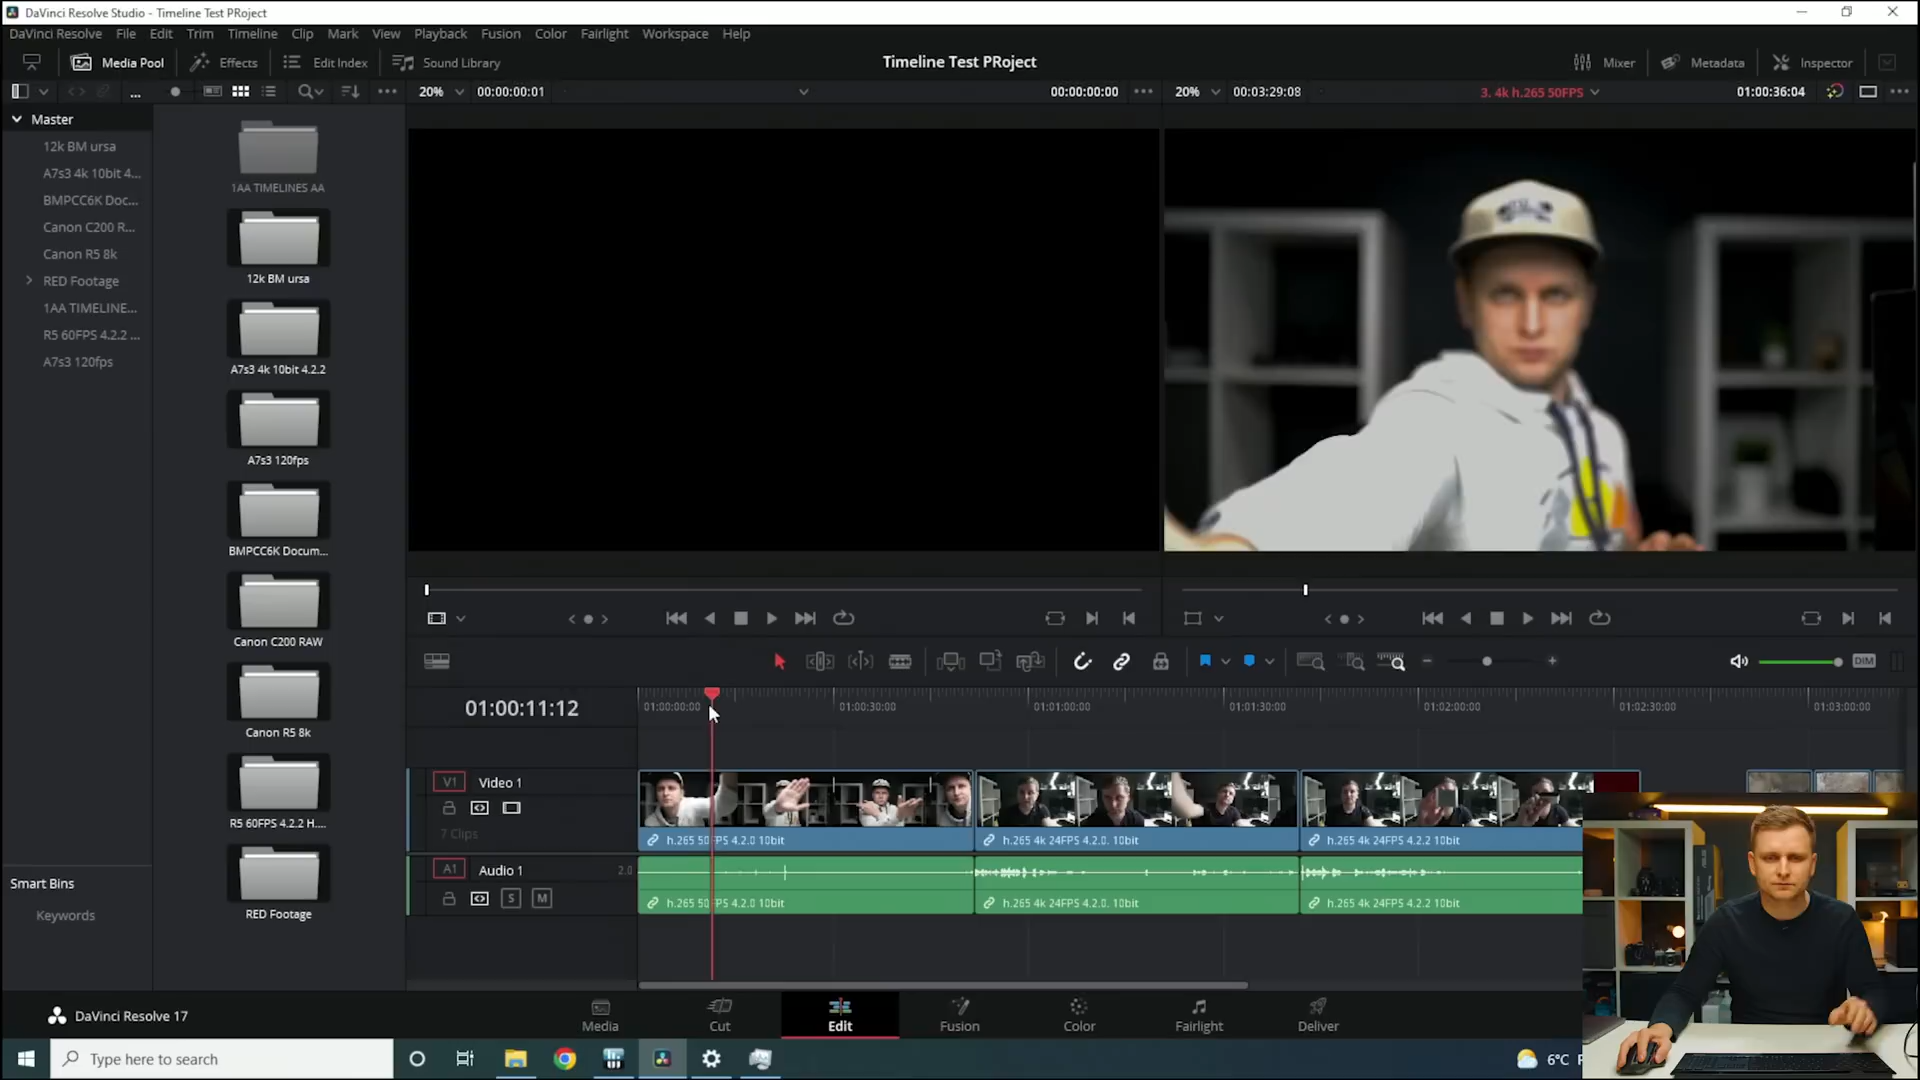 DaVinci Resolve Studio - Timeline Test PRoject
DaVinci Resolve File Edit Trim Timeline Clip Mark View Playback Fusion Color Fairlight Workspace Help
Media Pool Effects Edit Index Sound Library Timeline Test PRoject Mixer Metadata Inspector
20% 00:00:00:01 00:00:00:00 20% 00:03:29:08 3. 4k h.265 50FPS 01:00:36:04
Master
12k BM ursa
A7s3 4k 10bit 4...
BMPCC6K Doc...
Canon C200 R...
Canon R5 8k
RED Footage
1AA TIMELINE...
R5 60FPS 4.2.2 ...
A7s3 120fps
Smart Bins
Keywords
1AA TIMELINES AA
12k BM ursa
A7s3 4k 10bit 4.2.2
A7s3 120fps
BMPCC6K Docum...
Canon C200 RAW
Canon R5 8k
R5 60FPS 4.2.2 H....
RED Footage
DIM
01:00:11:12 01:00:00:00 01:00:30:00 01:01:00:00 01:01:30:00 01:02:00:00 01:02:30:00 01:03:00:00
V1 Video 1
7 Clips
h.265 50FPS 4.2.0 10bit h.265 4k 24FPS 4.2.0. 10bit h.265 4k 24FPS 4.2.2 10bit
A1 Audio 1 2.0
S M
h.265 50FPS 4.2.0 10bit h.265 4k 24FPS 4.2.0. 10bit h.265 4k 24FPS 4.2.2 10bit
DaVinci Resolve 17
Media Cut Edit Fusion Color Fairlight Deliver
Type here to search
6°C